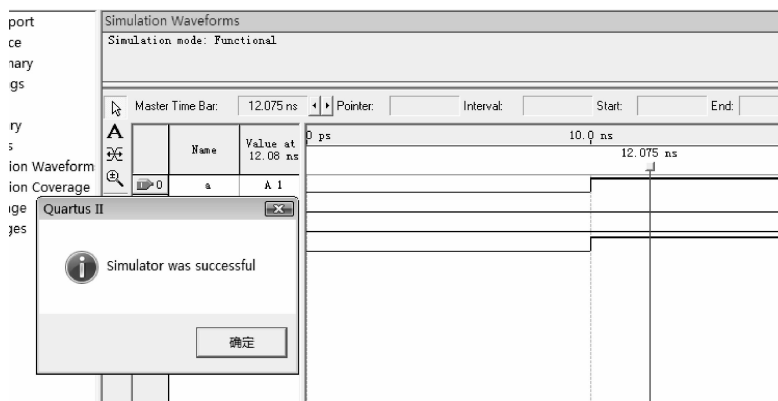 port
Simulation Waveforms
ce
Simulation mode: Functional
nary
gs
Master Time Bar: 12.075 ns Pointer: Interval: Start: End:
ry
s
A
Name
Value at
12.08 ns
0 ps
10.0 ns
12.075 ns
ion Waveform
ion Coverage
0 a A 1
ge
ges
Quartus II
Simulator was successful
确定